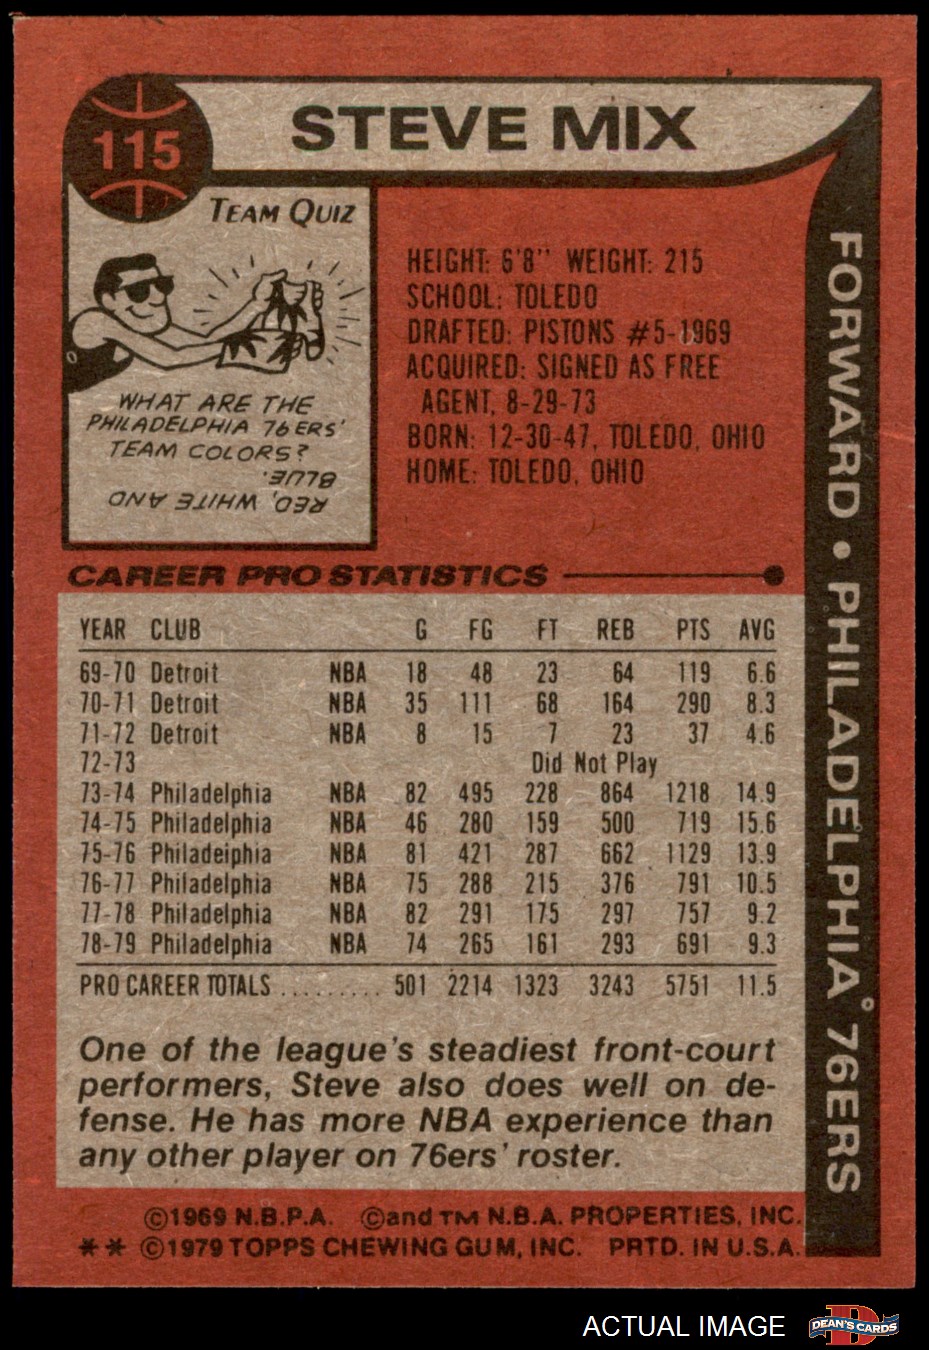 115
STEVE MIX
TEAM QUIZ
WHAT ARE THE
PHILADELPHIA 76ERS'
TEAM COLORS?
RED, WHITE AND
BLUE.
HEIGHT: 6'8" WEIGHT: 215
SCHOOL: TOLEDO
DRAFTED: PISTONS #5-1969
ACQUIRED: SIGNED AS FREE
AGENT, 8-29-73
BORN: 12-30-47, TOLEDO, OHIO
HOME: TOLEDO, OHIO
FORWARD • PHILADELPHIA 76ERS
CAREER PRO STATISTICS
YEAR CLUB G FG FT REB PTS AVG
69-70 Detroit NBA 18 48 23 64 119 6.6
70-71 Detroit NBA 35 111 68 164 290 8.3
71-72 Detroit NBA 8 15 7 23 37 4.6
72-73 Did Not Play
73-74 Philadelphia NBA 82 495 228 864 1218 14.9
74-75 Philadelphia NBA 46 280 159 500 719 15.6
75-76 Philadelphia NBA 81 421 287 662 1129 13.9
76-77 Philadelphia NBA 75 288 215 376 791 10.5
77-78 Philadelphia NBA 82 291 175 297 757 9.2
78-79 Philadelphia NBA 74 265 161 293 691 9.3
PRO CAREER TOTALS ......... 501 2214 1323 3243 5751 11.5
One of the league's steadiest front-court
performers, Steve also does well on de-
fense. He has more NBA experience than
any other player on 76ers' roster.
©1969 N.B.P.A. ©and TM N.B.A. PROPERTIES, INC.
** ©1979 TOPPS CHEWING GUM, INC. PRTD. IN U.S.A.
ACTUAL IMAGE
D
DEAN'S CARDS